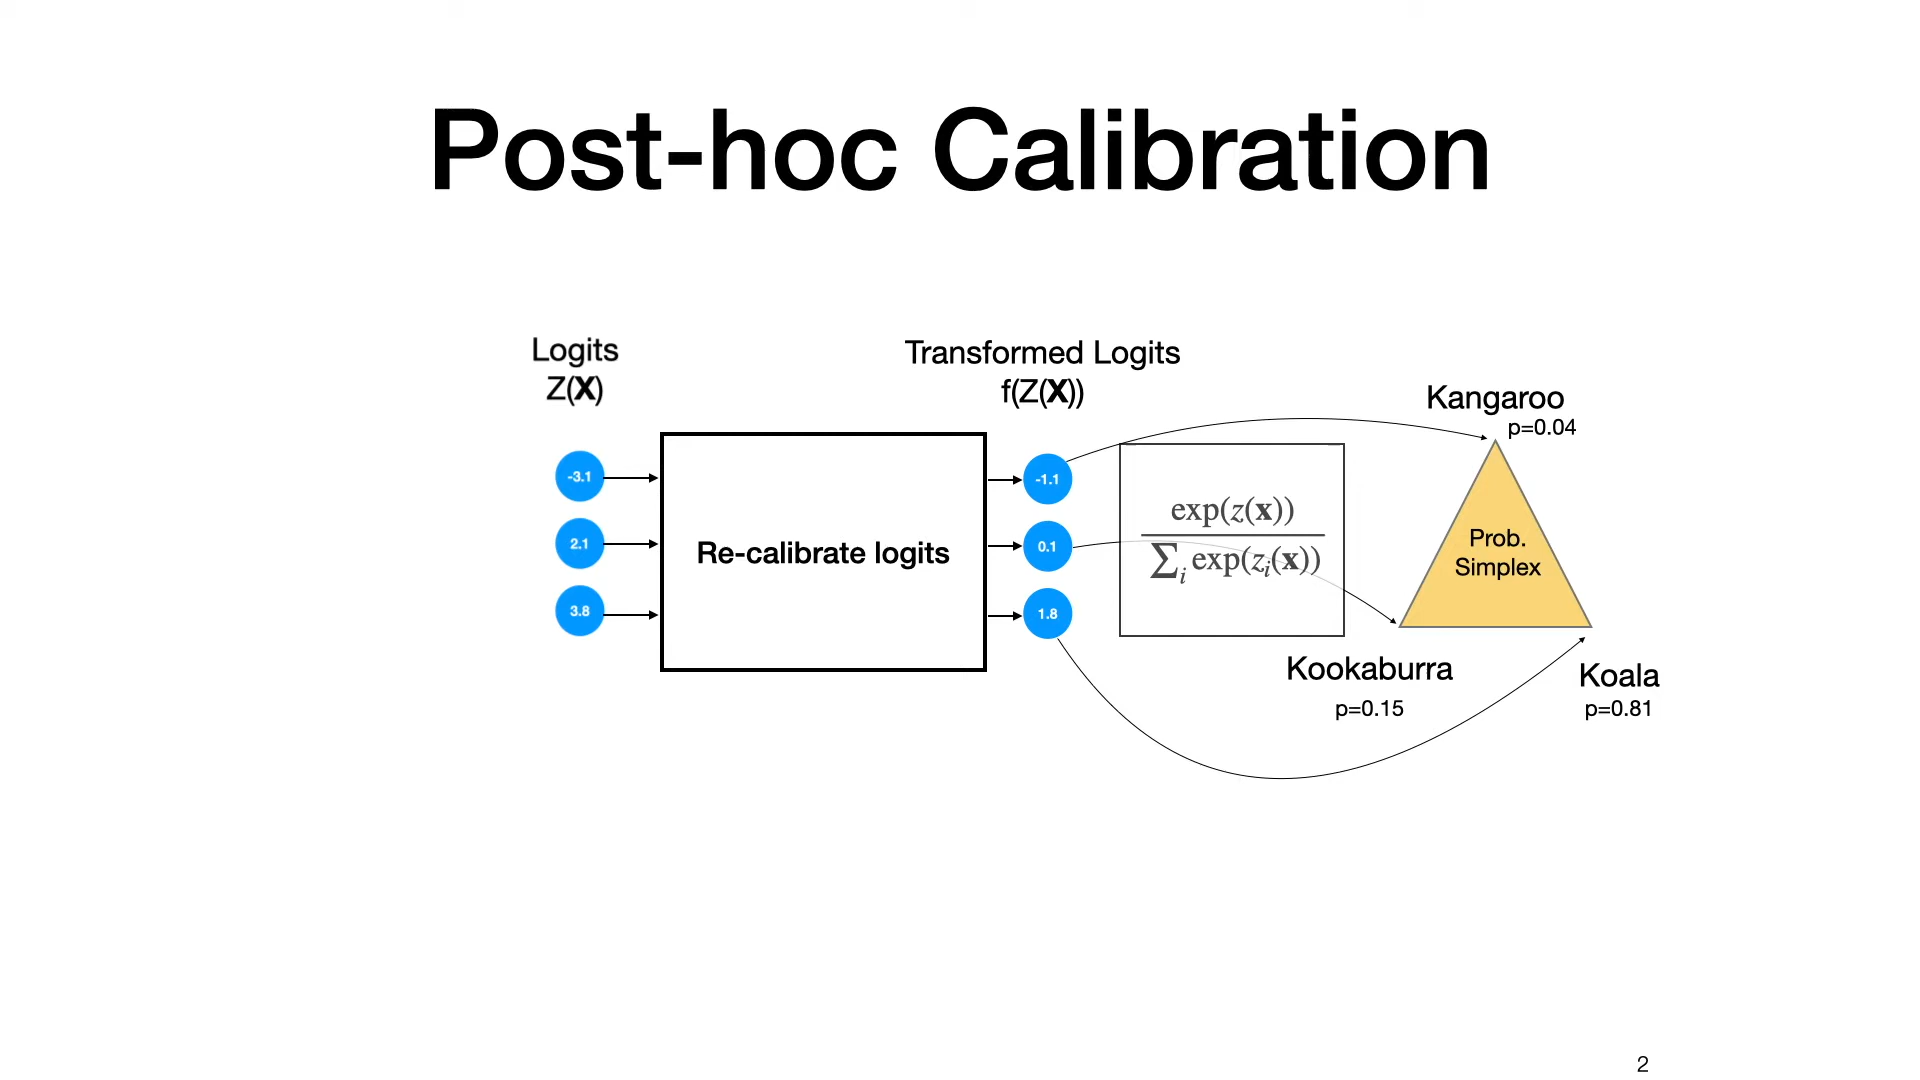 Post-hoc Calibration
Logits
Z(X)
-3.1
2.1
3.8
Re-calibrate logits
Transformed Logits
f(Z(X))
-1.1
0.1
1.8
exp(z(x))
∑i exp(zi(x))
Kangaroo
p=0.04
Prob.
Simplex
Kookaburra
p=0.15
Koala
p=0.81
2